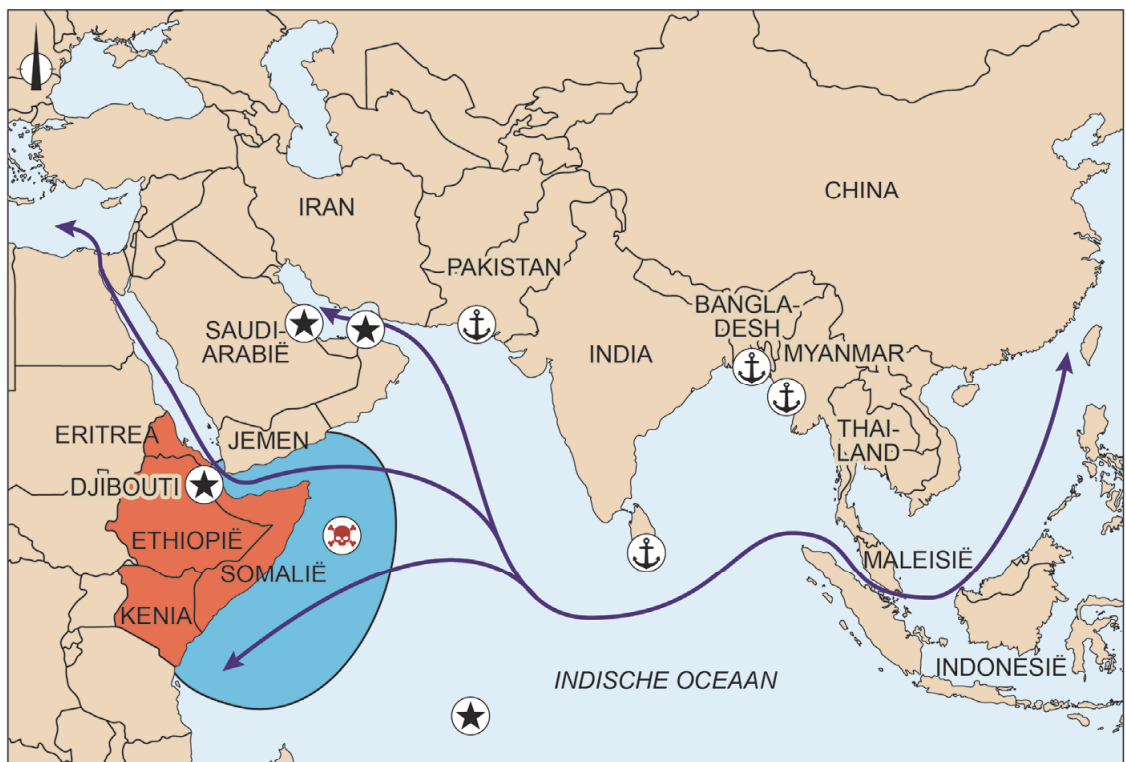 CHINA
IRAN
PAKISTAN
BANGLA-
DESH
SAUDI-
ARABIË
INDIA
MYANMAR
THAI-
LAND
ERITREA
JEMEN
DJIBOUTI
ETHIOPIË
SOMALIË
MALEISIË
KENIA
INDONESIË
INDISCHE OCEAAN